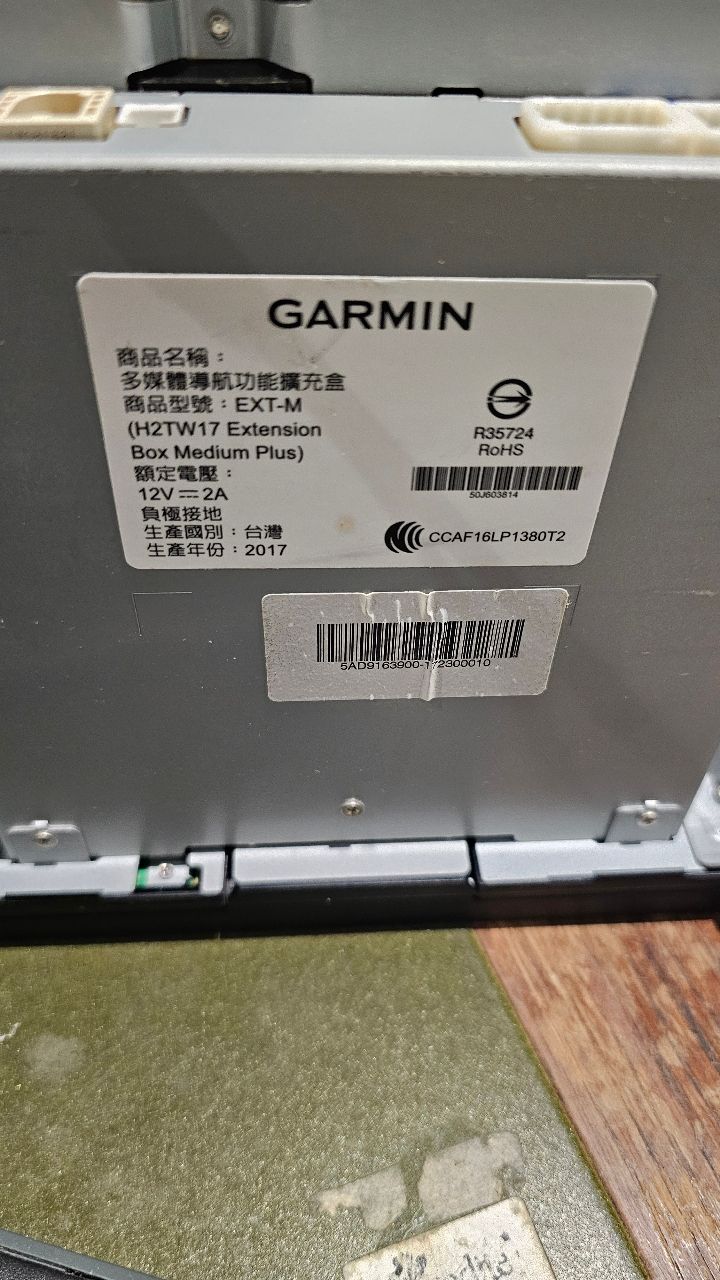 GARMIN
商品名稱：
多媒體導航功能擴充盒
商品型號：EXT-M
(H2TW17 Extension
Box Medium Plus)
額定電壓：
12V⎓2A
負極接地
生產國別：台灣
生產年份：2017
R35724
RoHS
50J603814
CCAF16LP1380T2